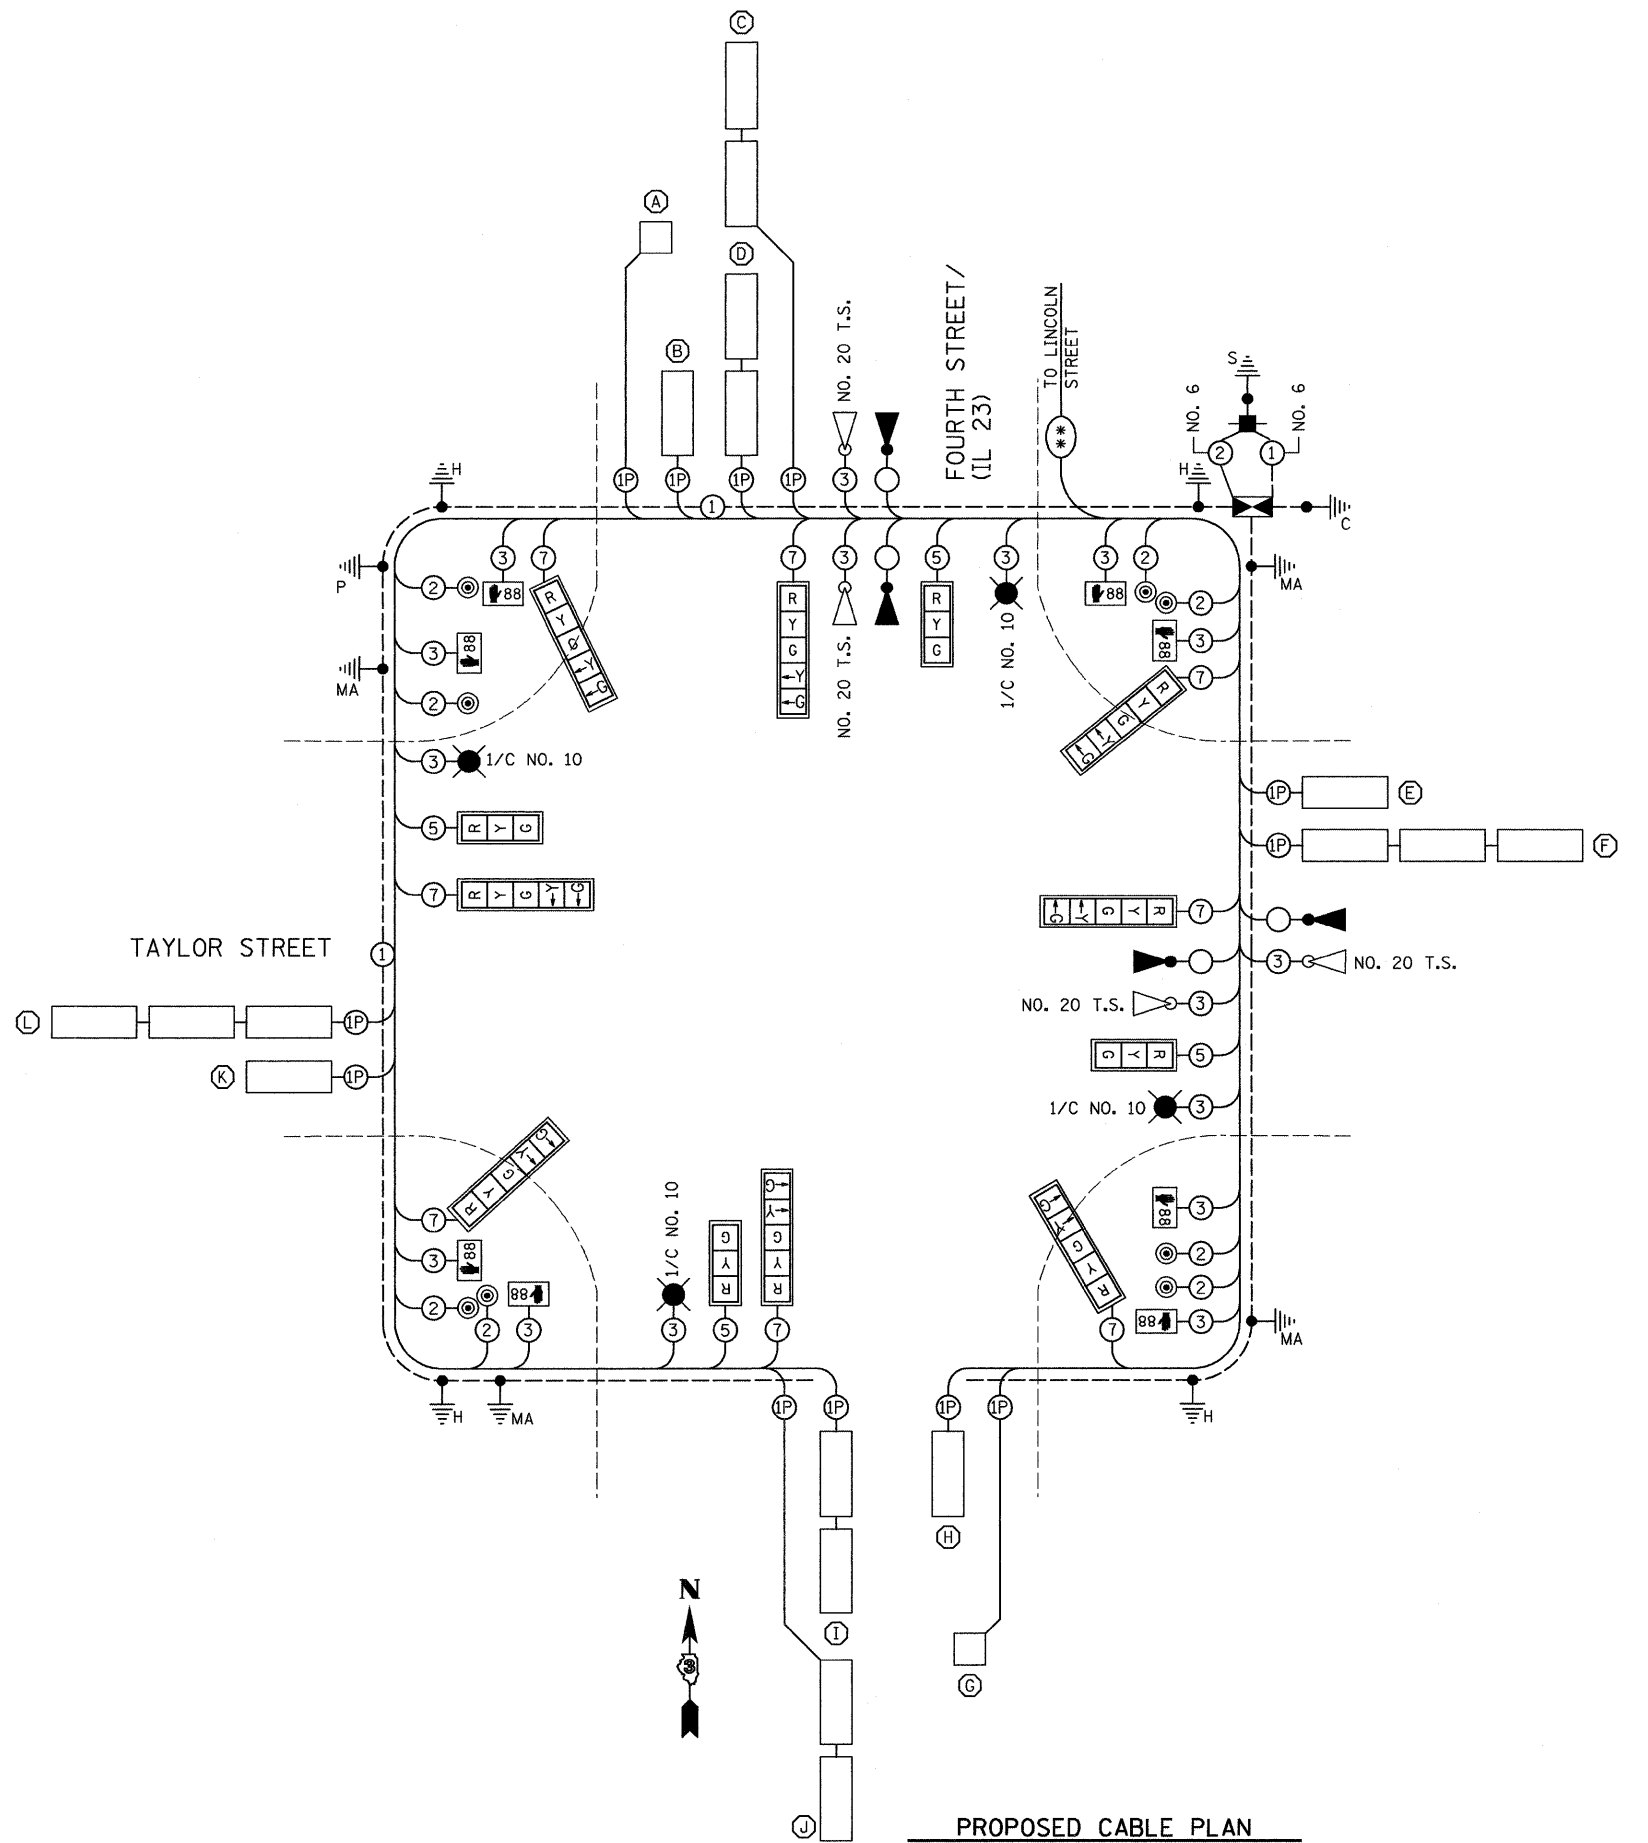 C
A
D
B
NO. 20 T.S.
FOURTH STREET/
(IL 23)
TO LINCOLN
STREET
**
S
NO. 6
NO. 6
2
1
H
1P
1P
1P
1P
3
H
C
1
3
7
7
3
5
3
3
2
P
MA
2
88
R Y G Y G
R Y G Y G
NO. 20 T.S.
R Y G
1/C NO. 10
88
2
3
88
3
88
MA
2
7
R Y G Y G
R Y G Y G
3
1/C NO. 10
1P
E
5
R Y G
1P
F
7
R Y G Y G
7
TAYLOR STREET
1
3
NO. 20 T.S.
NO. 20 T.S.
3
L
1P
R Y G
5
K
1P
1/C NO. 10
3
R Y G Y G
7
3
88
2
88
2
3
1/C NO. 10
3
R Y G
5
R Y G Y G
7
R Y G Y G
7
88
3
2
2
88
3
MA
H
MA
1P
1P
1P
1P
H
H
I
G
N
3
J
PROPOSED CABLE PLAN